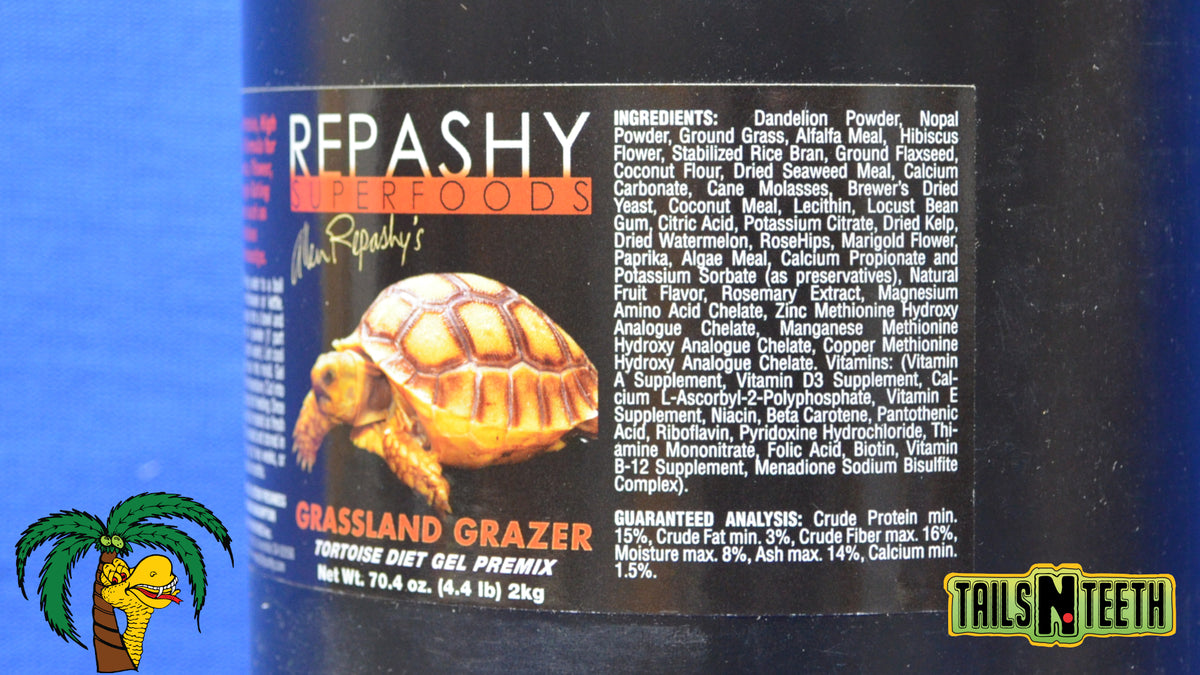 REPASHY
SUPERFOODS
Allen Repashy's
GRASSLAND GRAZER
TORTOISE DIET GEL PREMIX
Net Wt. 70.4 oz. (4.4 lb) 2kg
INGREDIENTS: Dandelion Powder, Nopal
Powder, Ground Grass, Alfalfa Meal, Hibiscus
Flower, Stabilized Rice Bran, Ground Flaxseed,
Coconut Flour, Dried Seaweed Meal, Calcium
Carbonate, Cane Molasses, Brewer's Dried
Yeast, Coconut Meal, Lecithin, Locust Bean
Gum, Citric Acid, Potassium Citrate, Dried Kelp,
Dried Watermelon, RoseHips, Marigold Flower,
Paprika, Algae Meal, Calcium Propionate and
Potassium Sorbate (as preservatives), Natural
Fruit Flavor, Rosemary Extract, Magnesium
Amino Acid Chelate, Zinc Methionine Hydroxy
Analogue Chelate, Manganese Methionine
Hydroxy Analogue Chelate, Copper Methionine
Hydroxy Analogue Chelate. Vitamins: (Vitamin
A Supplement, Vitamin D3 Supplement, Cal-
cium L-Ascorbyl-2-Polyphosphate, Vitamin E
Supplement, Niacin, Beta Carotene, Pantothenic
Acid, Riboflavin, Pyridoxine Hydrochloride, Thi-
amine Mononitrate, Folic Acid, Biotin, Vitamin
B-12 Supplement, Menadione Sodium Bisulfite
Complex).
GUARANTEED ANALYSIS: Crude Protein min.
15%, Crude Fat min. 3%, Crude Fiber max. 16%,
Moisture max. 8%, Ash max. 14%, Calcium min.
1.5%.
TAILS N TEETH